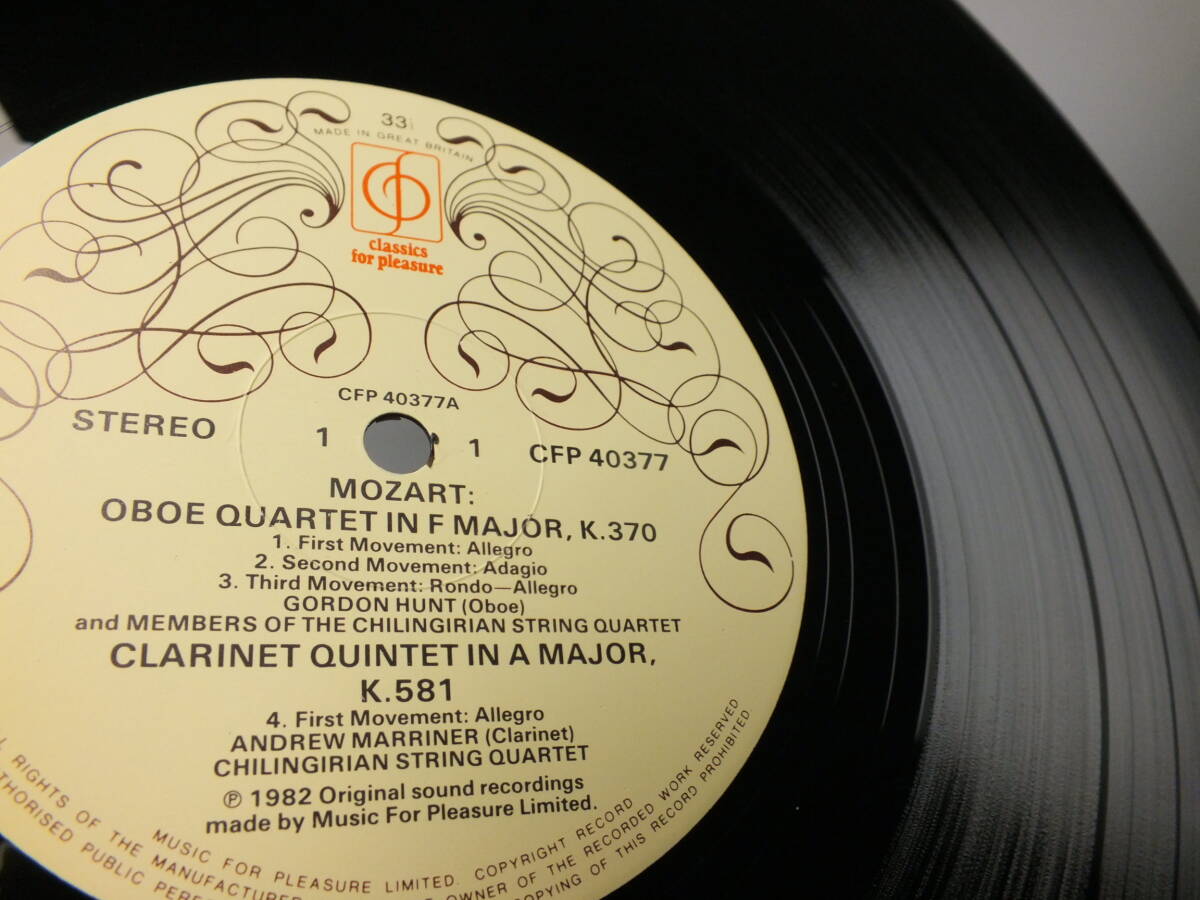 33⅓
MADE IN GREAT BRITAIN
classics
for pleasure
CFP 40377A
STEREO
1 1
CFP 40377
MOZART:
OBOE QUARTET IN F MAJOR, K.370
1. First Movement: Allegro
2. Second Movement: Adagio
3. Third Movement: Rondo—Allegro
GORDON HUNT (Oboe)
and MEMBERS OF THE CHILINGIRIAN STRING QUARTET
CLARINET QUINTET IN A MAJOR,
K.581
4. First Movement: Allegro
ANDREW MARRINER (Clarinet)
CHILINGIRIAN STRING QUARTET
℗ 1982 Original sound recordings
made by Music For Pleasure Limited.
MUSIC FOR PLEASURE LIMITED. COPYRIGHT RECORD
RIGHTS OF THE MANUFACTURER OWNER OF THE RECORDED WORK RESERVED
PUBLIC COPYING OF THIS RECORD PROHIBITED